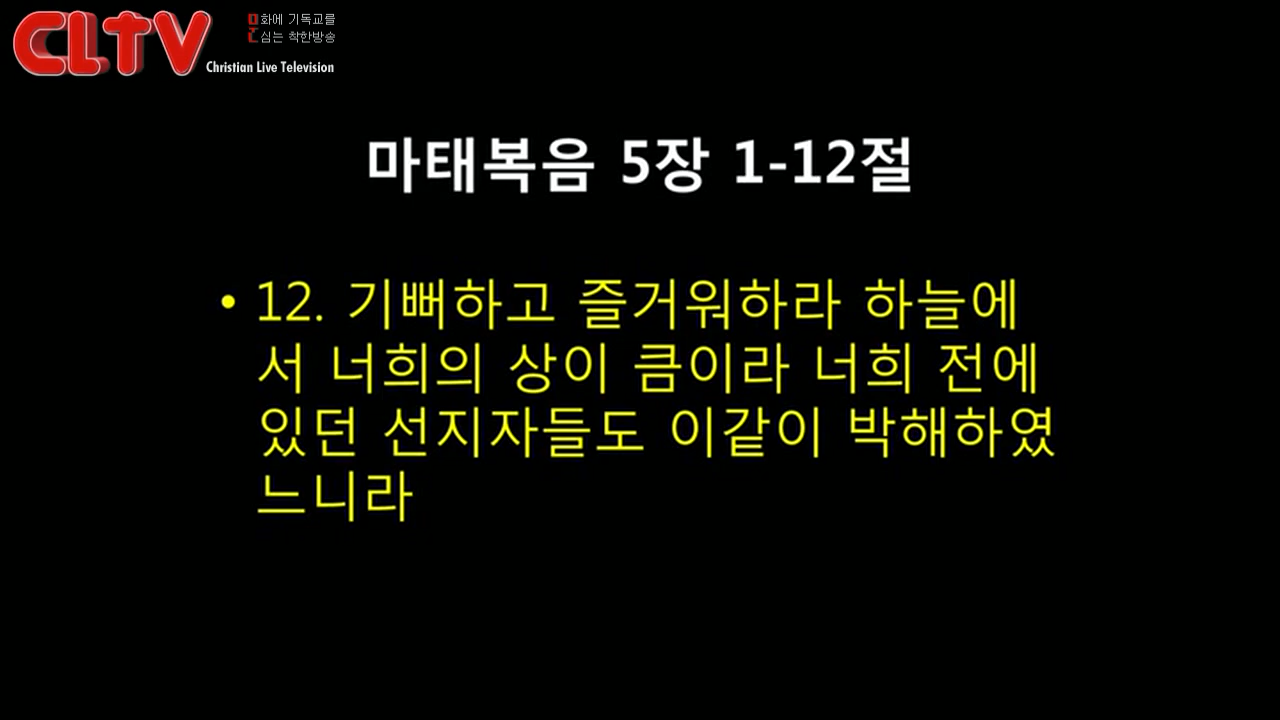 CLTV
문화에 기독교를
심는 착한방송
Christian Live Television
마태복음 5장 1-12절
• 12. 기뻐하고 즐거워하라 하늘에
서 너희의 상이 큼이라 너희 전에
있던 선지자들도 이같이 박해하였
느니라